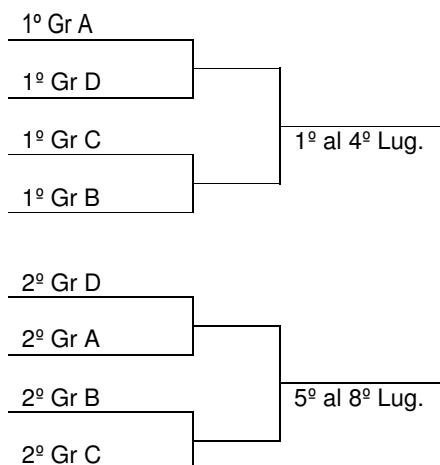 1º Gr A
1º Gr D
1º Gr C
1º al 4º Lug.
1º Gr B
2º Gr D
2º Gr A
2º Gr B
5º al 8º Lug.
2º Gr C